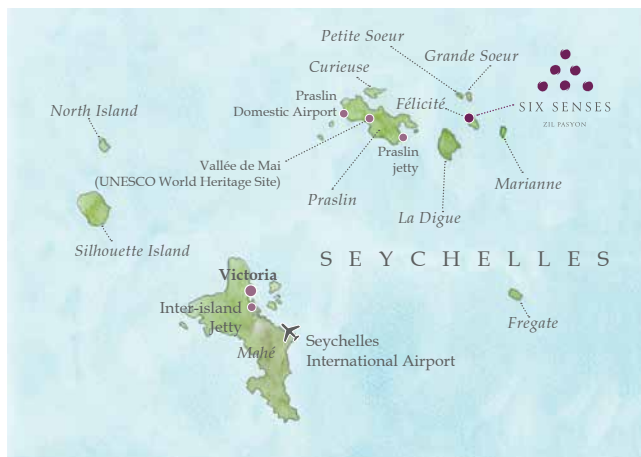 Petite Soeur
Grande Soeur
Curieuse
Praslin
Domestic Airport
Félicité
SIX SENSES
ZIL PASYON
North Island
Vallée de Mai
(UNESCO World Heritage Site)
Praslin
jetty
Praslin
La Digue
Marianne
Silhouette Island
SEYCHELLES
Victoria
Inter-island
Jetty
Mahé
Seychelles
International Airport
Fregate